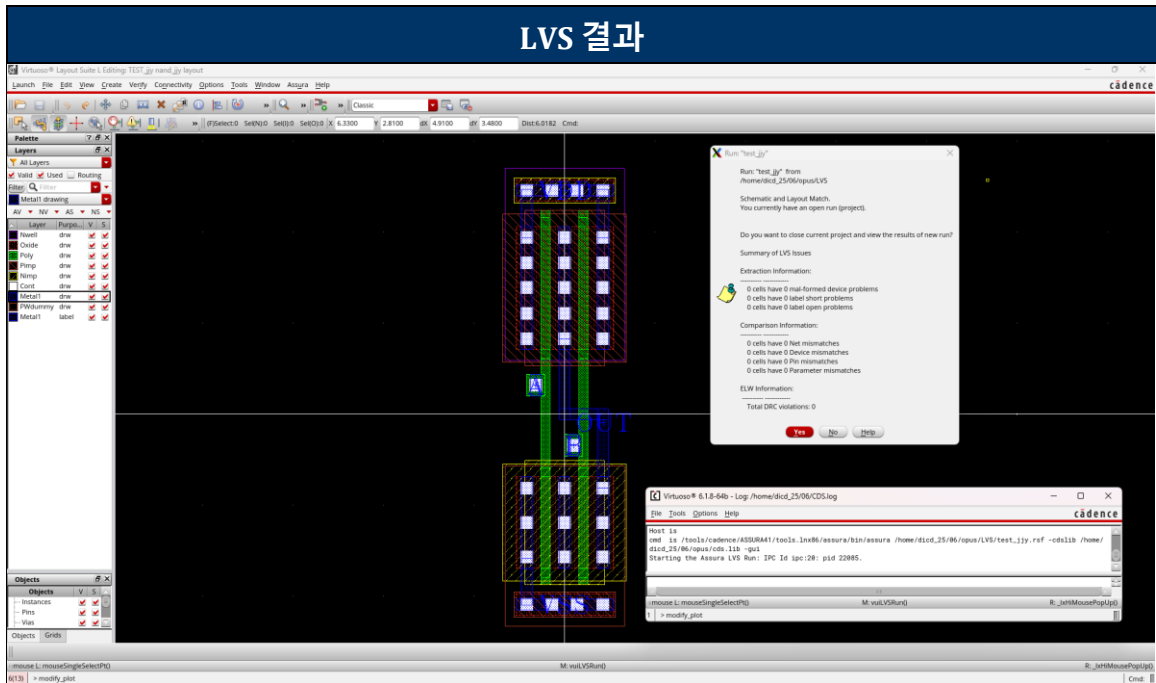 LVS 결과
Virtuoso® Layout Suite L Editing: TEST_jjy nand_jjy layout
Launch File Edit View Create Verify Connectivity Options Tools Window Assura Help
cādence
Classic
(F)Select:0 Sel(N):0 Sel(I):0 Sel(O):0 X 6.3300 Y 2.8100 dX 4.9100 dY 3.4800 Dist:6.0182 Cmd:
Palette
Layers
All Layers
Valid Used Routing
Filter Filter
Metal1 drawing
AV NV AS NS
Layer Purpo... V S
Nwell drw
Oxide drw
Poly drw
Pimp drw
Nimp drw
Cont drw
Metal1 drw
PWdummy drw
Metal1 label
A
OUT
B
Run: "test_jjy"
Run: "test_jjy" from
/home/dicd_25/06/opus/LVS
Schematic and Layout Match.
You currently have an open run (project).
Do you want to close current project and view the results of new run?
Summary of LVS Issues
Extraction Information:
0 cells have 0 mal-formed device problems
0 cells have 0 label short problems
0 cells have 0 label open problems
Comparison Information:
0 cells have 0 Net mismatches
0 cells have 0 Device mismatches
0 cells have 0 Pin mismatches
0 cells have 0 Parameter mismatches
ELW Information:
Total DRC violations: 0
Yes No Help
Virtuoso® 6.1.8-64b - Log: /home/dicd_25/06/CDS.log
File Tools Options Help
cādence
Host is
cmd is /tools/cadence/ASSURA41/tools.lnx86/assura/bin/assura /home/dicd_25/06/opus/LVS/test_jjy.rsf -cdslib /home/
dicd_25/06/opus/cds.lib -gui
Starting the Assura LVS Run: IPC Id ipc:20: pid 22085.
mouse L: mouseSingleSelectPt() M: vuiLVSRun() R: _lxHiMousePopUp()
1 > modify_plot
Objects
Objects V S
Instances
Pins
Vias
Objects Grids
mouse L: mouseSingleSelectPt() M: vuiLVSRun() R: _lxHiMousePopUp()
6(13) > modify_plot Cmd: